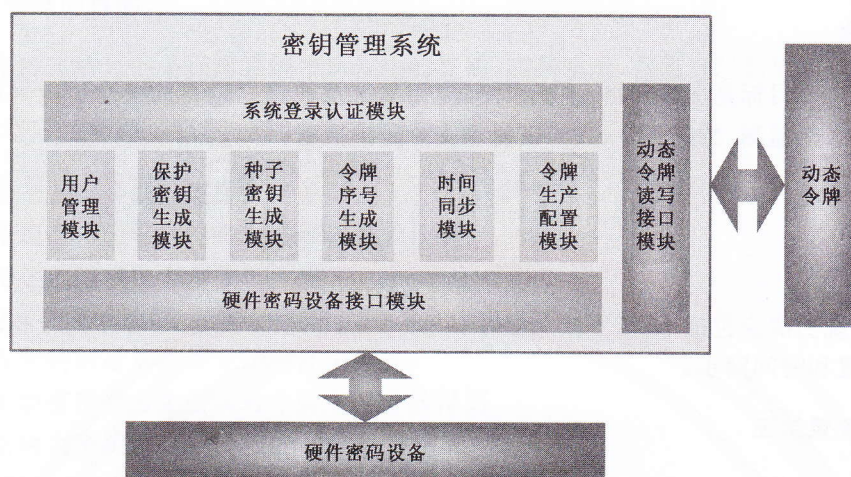 密钥管理系统
系统登录认证模块
用户
管理
模块
保护
密钥
生成
模块
种子
密钥
生成
模块
令牌
序号
生成
模块
时间
同步
模块
令牌
生产
配置
模块
动态
令牌
读写
接口
模块
动态
令牌
硬件密码设备接口模块
硬件密码设备